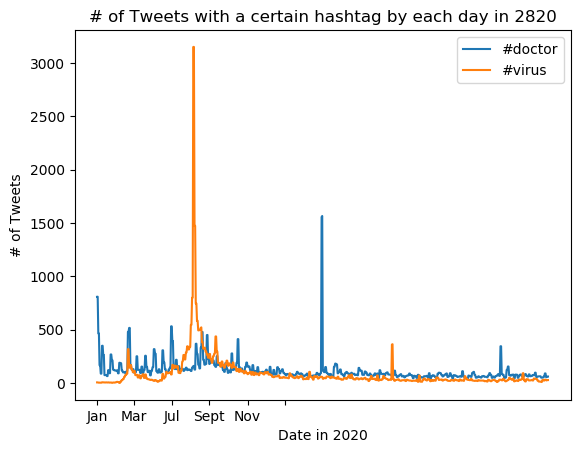 # of Tweets with a certain hashtag by each day in 2820
#doctor
#virus
3000
2500
2000
1500
1000
500
0
# of Tweets
Jan Mar Jul Sept Nov
Date in 2020